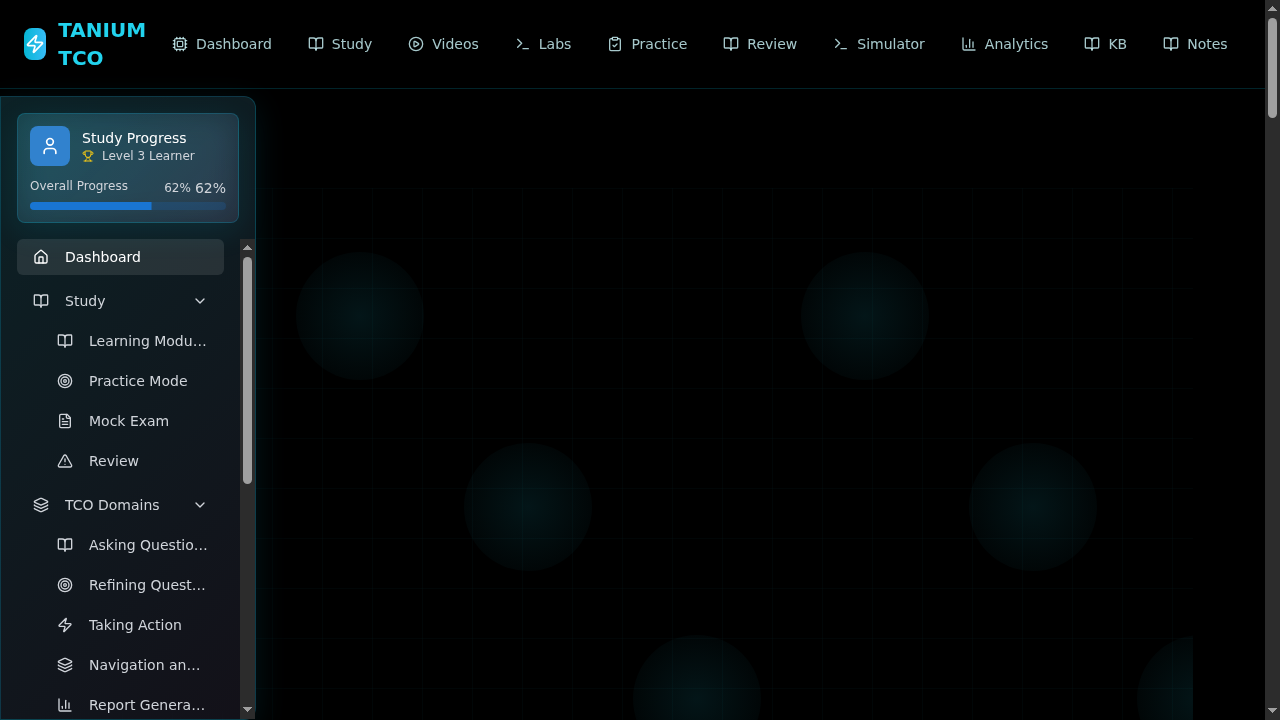 TANIUM
TCO
Dashboard
Study
Videos
Labs
Practice
Review
Simulator
Analytics
KB
Notes
Study Progress
Level 3 Learner
Overall Progress
62% 62%
Dashboard
Study
Learning Modu...
Practice Mode
Mock Exam
Review
TCO Domains
Asking Questio...
Refining Quest...
Taking Action
Navigation an...
Report Genera...